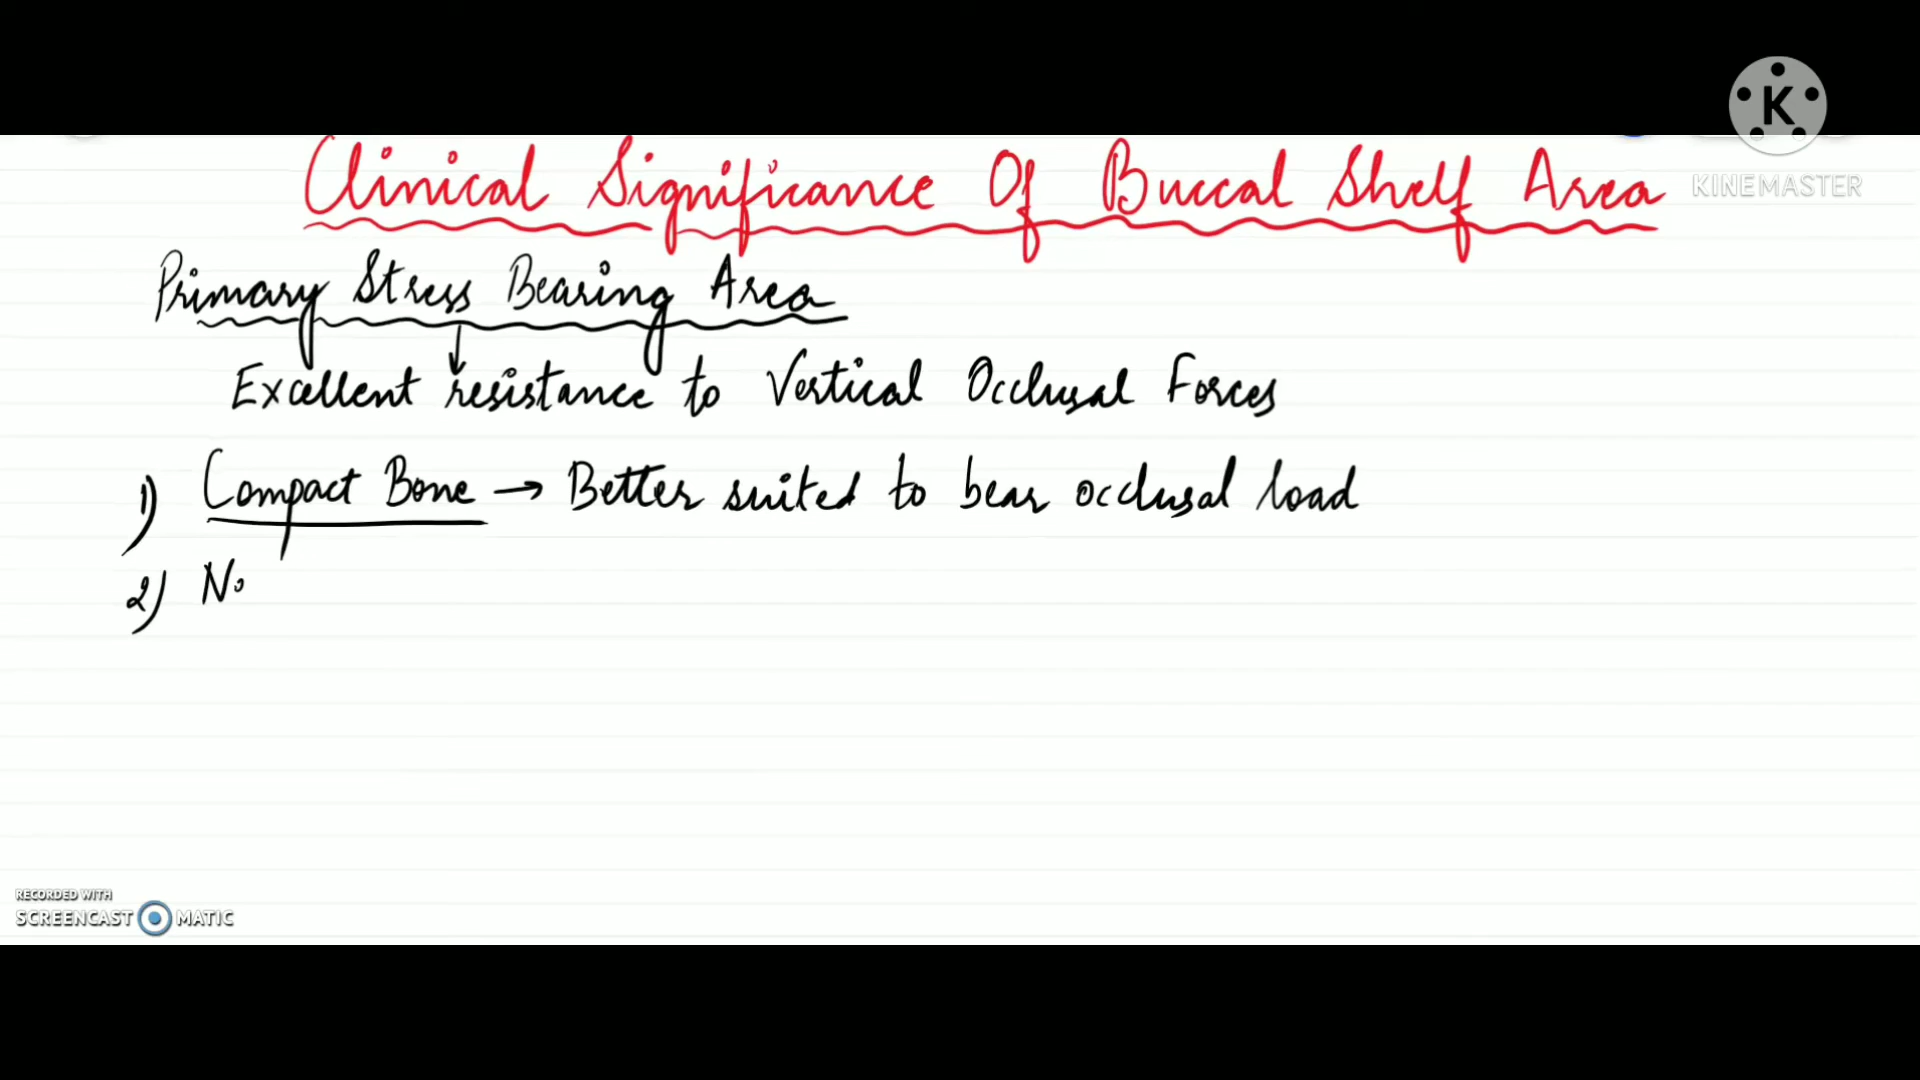 Clinical Significance Of Buccal Shelf Area
K
KINEMASTER
Primary Stress Bearing Area
Excellent resistance to Vertical Occlusal Forces
1) Compact Bone → Better suited to bear occlusal load
2) No
RECORDED WITH
SCREENCAST MATIC